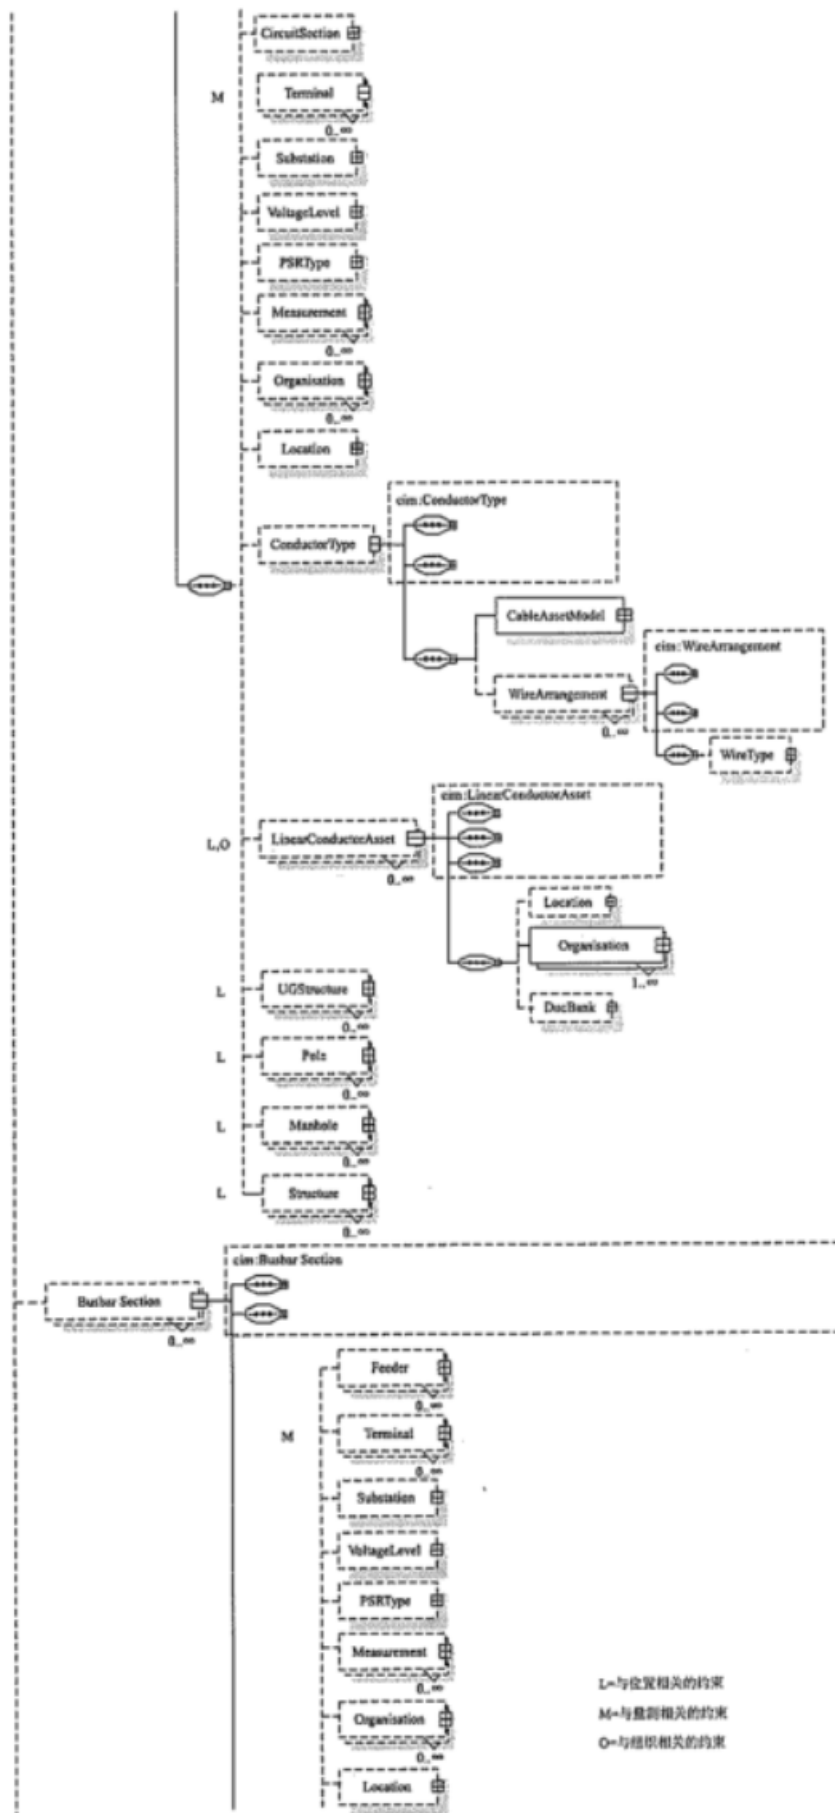 CircuitSection
M
Terminal
0..∞
Substation
VoltageLevel
PSRType
Measurement
0..∞
Organisation
0..∞
Location
cim:ConductorType
ConductorType
CableAssetModel
cim:WireArrangement
WireArrangement
0..∞
WireType
cim:LinearConductorAsset
L,O
LinearConductorAsset
0..∞
Location
Organisation
1..∞
DucBank
L
UGStructure
0..∞
L
Pole
0..∞
L
Manhole
0..∞
L
Structure
0..∞
cim:Busbar Section
Busbar Section
0..∞
Feeder
0..∞
M
Terminal
0..∞
Substation
VoltageLevel
PSRType
Measurement
0..∞
L=与位置相关的约束
M=与量测相关的约束
Organisation
O=与组织相关的约束
0..∞
Location